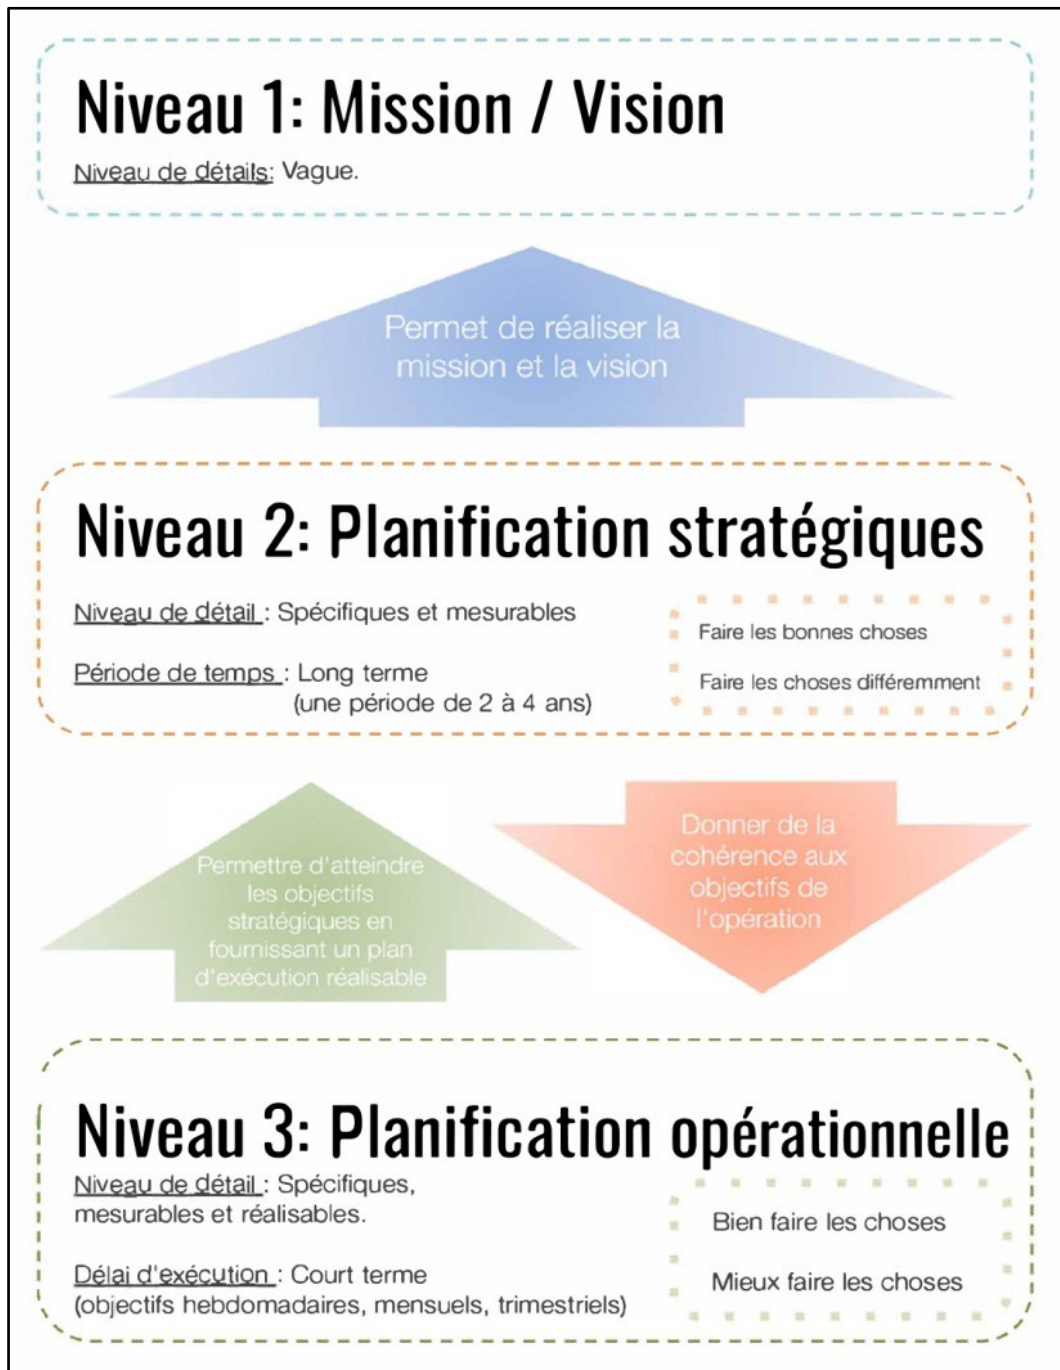 Niveau 1: Mission / Vision
Niveau de détails: Vague.
Permet de réaliser la
mission et la vision
Niveau 2: Planification stratégiques
Niveau de détail : Spécifiques et mesurables
Période de temps : Long terme
(une période de 2 à 4 ans)
Faire les bonnes choses
Faire les choses différemment
Permettre d'atteindre
les objectifs
stratégiques en
fournissant un plan
d'exécution réalisable
Donner de la
cohérence aux
objectifs de
l'opération
Niveau 3: Planification opérationnelle
Niveau de détail : Spécifiques,
mesurables et réalisables.
Délai d'exécution : Court terme
(objectifs hebdomadaires, mensuels, trimestriels)
Bien faire les choses
Mieux faire les choses